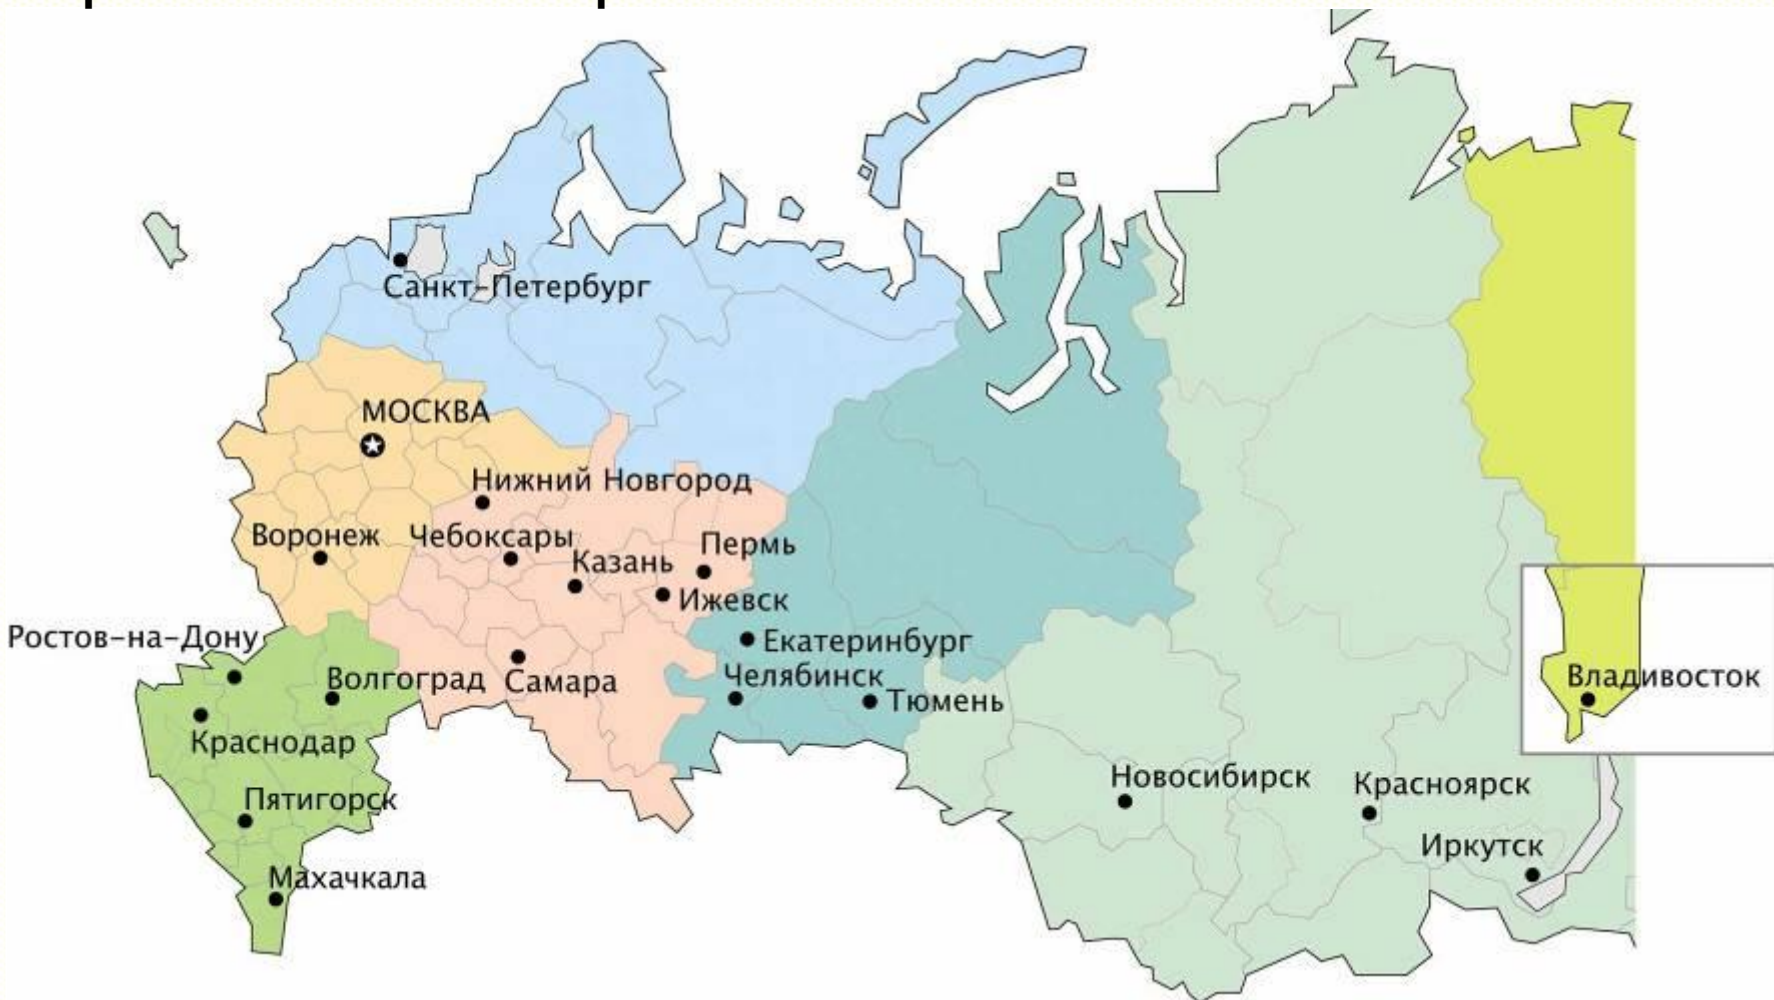 Санкт-Петербург
МОСКВА
Нижний Новгород
Воронеж
Чебоксары
Пермь
Казань
Ижевск
Ростов-на-Дону
Екатеринбург
Волгоград
Самара
Челябинск
Тюмень
Владивосток
Краснодар
Новосибирск
Красноярск
Пятигорск
Иркутск
Махачкала